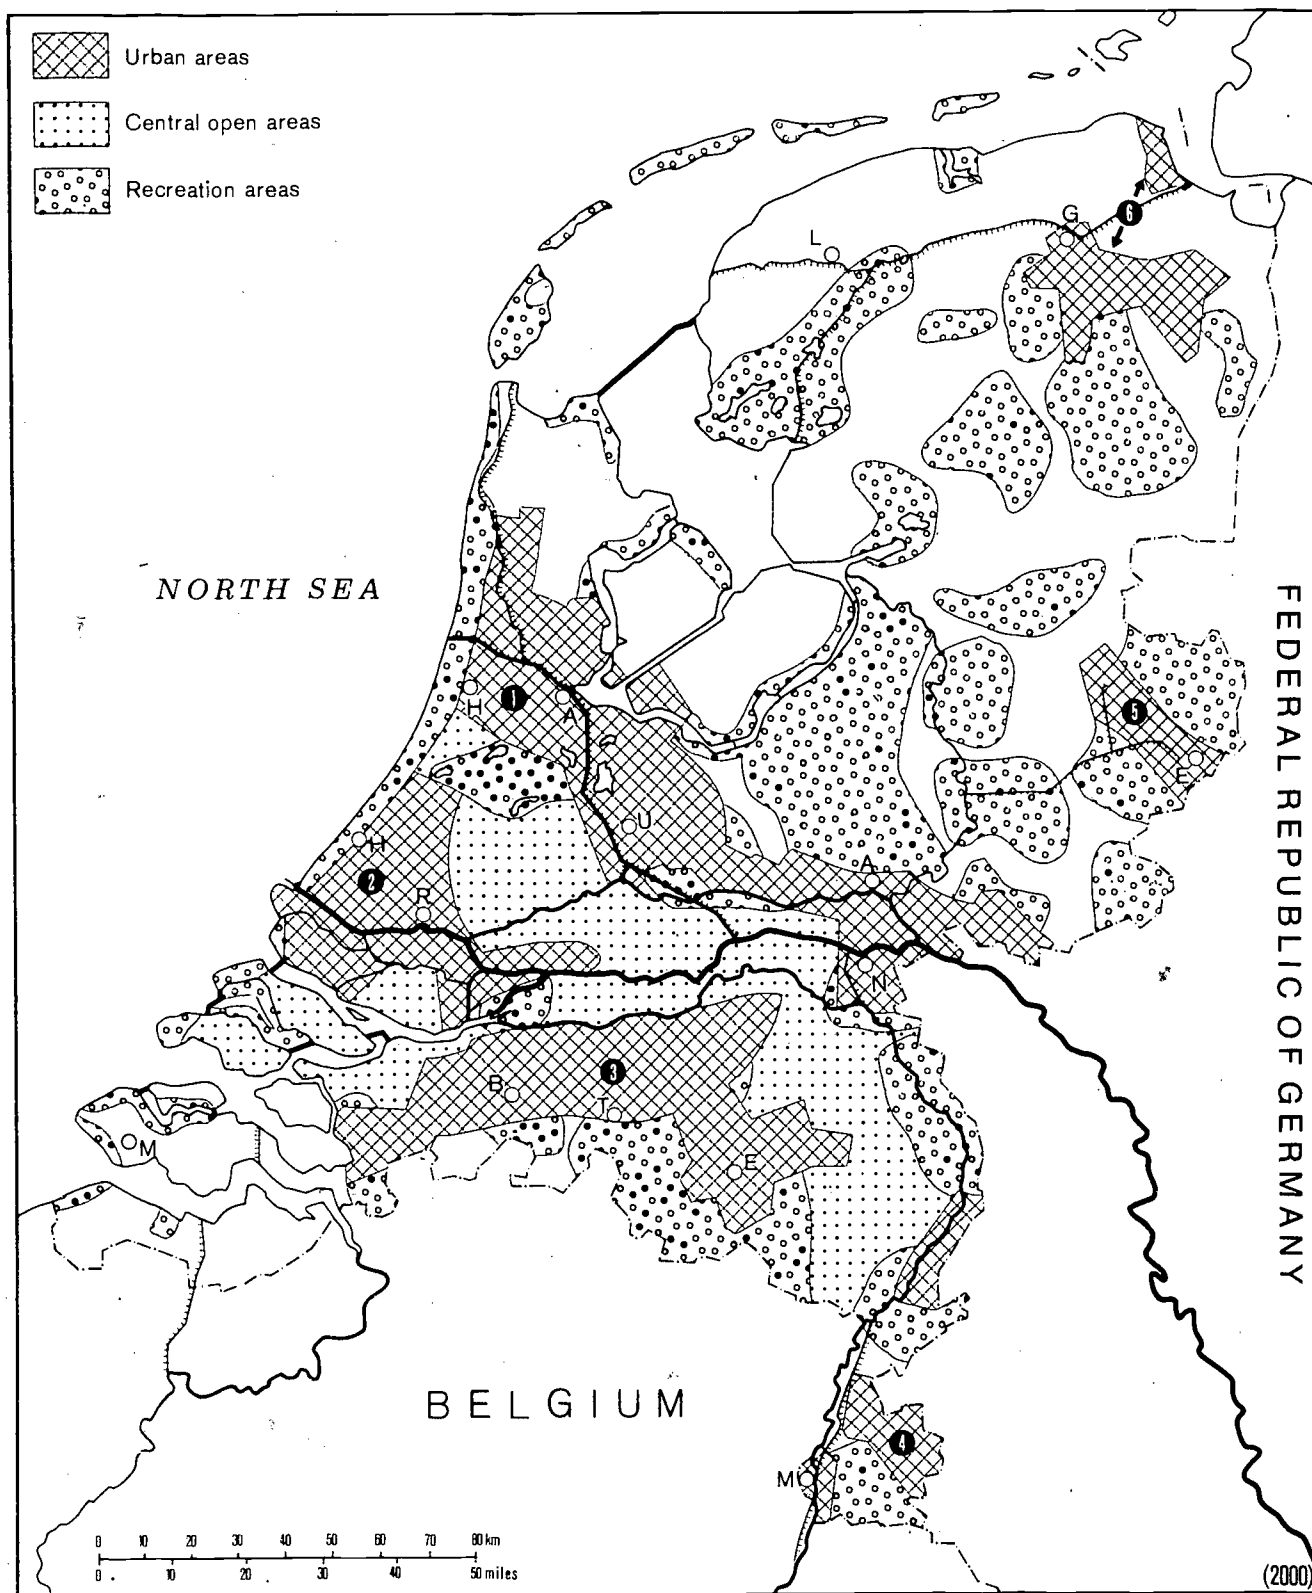 Urban areas
Central open areas
Recreation areas
G
6
L
NORTH SEA
FEDERAL REPUBLIC OF GERMANY
H
1
A
5
E
U
H
2
R
A
N
3
B
T
M
E
BELGIUM
4
M
0 10 20 30 40 50 60 70 80 km
0 10 20 30 40 50 miles
(2000)